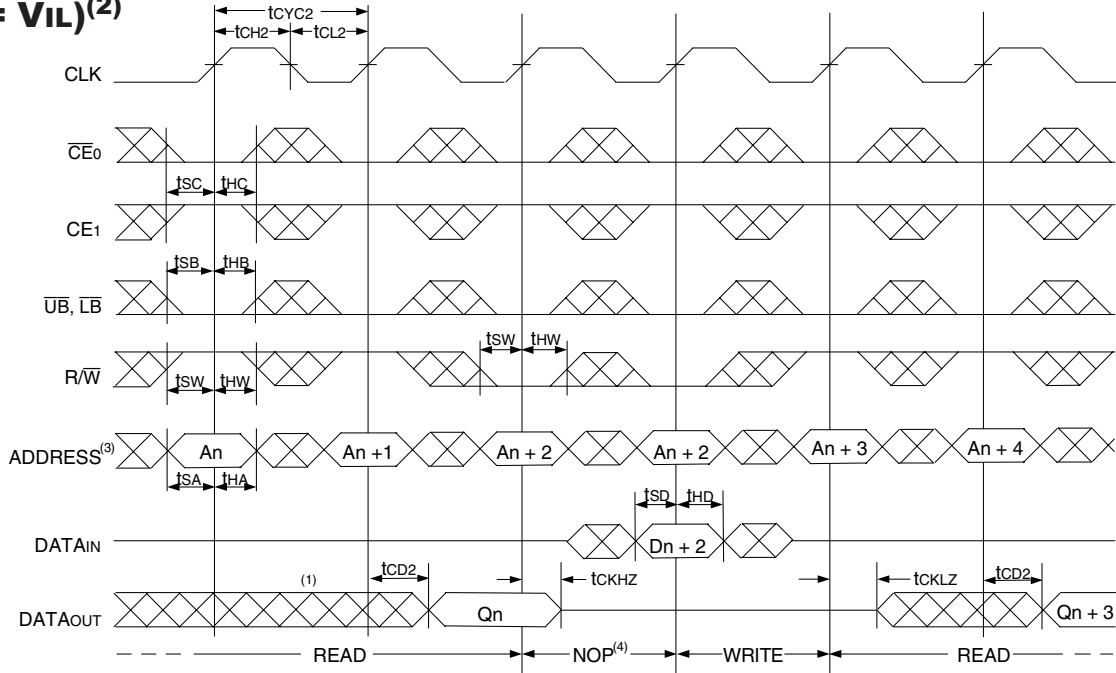 = VIL)(2)
tCYC2
tCH2 tCL2
CLK
CE0
tSC tHC
CE1
tSB tHB
UB, LB
tSW tHW
R/W
tSW tHW
ADDRESS(3) An An +1 An + 2 An + 2 An + 3 An + 4
tSA tHA
tSD tHD
DATAIN Dn + 2
tCD2 tCKHZ tCKLZ tCD2
(1)
DATAOUT Qn Qn + 3
READ NOP(4) WRITE READ